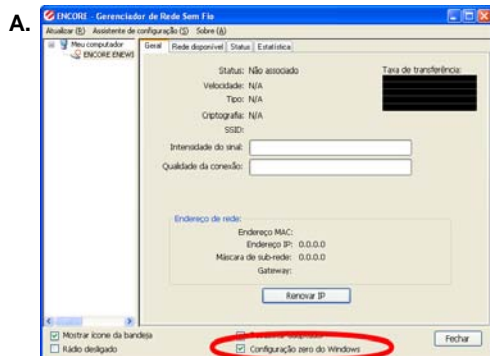 A.
ENCORE - Gerenciador de Rede Sem Fio
Atualizar (R) Assistente de configuração (S) Sobre (A)
Meu computador
ENCORE ENEWI
Geral Rede disponível Status Estatística
Status: Não associado Taxa de transferência:
Velocidade: N/A
Tipo: N/A
Criptografia: N/A
SSID:
Intensidade do sinal:
Qualidade da conexão:
Endereço de rede:
Endereço MAC:
Endereço IP: 0.0.0.0
Máscara de sub-rede: 0.0.0.0
Gateway:
Renovar IP
Mostrar ícone da bandeja
Rádio desligado Configuração zero do Windows
Fechar